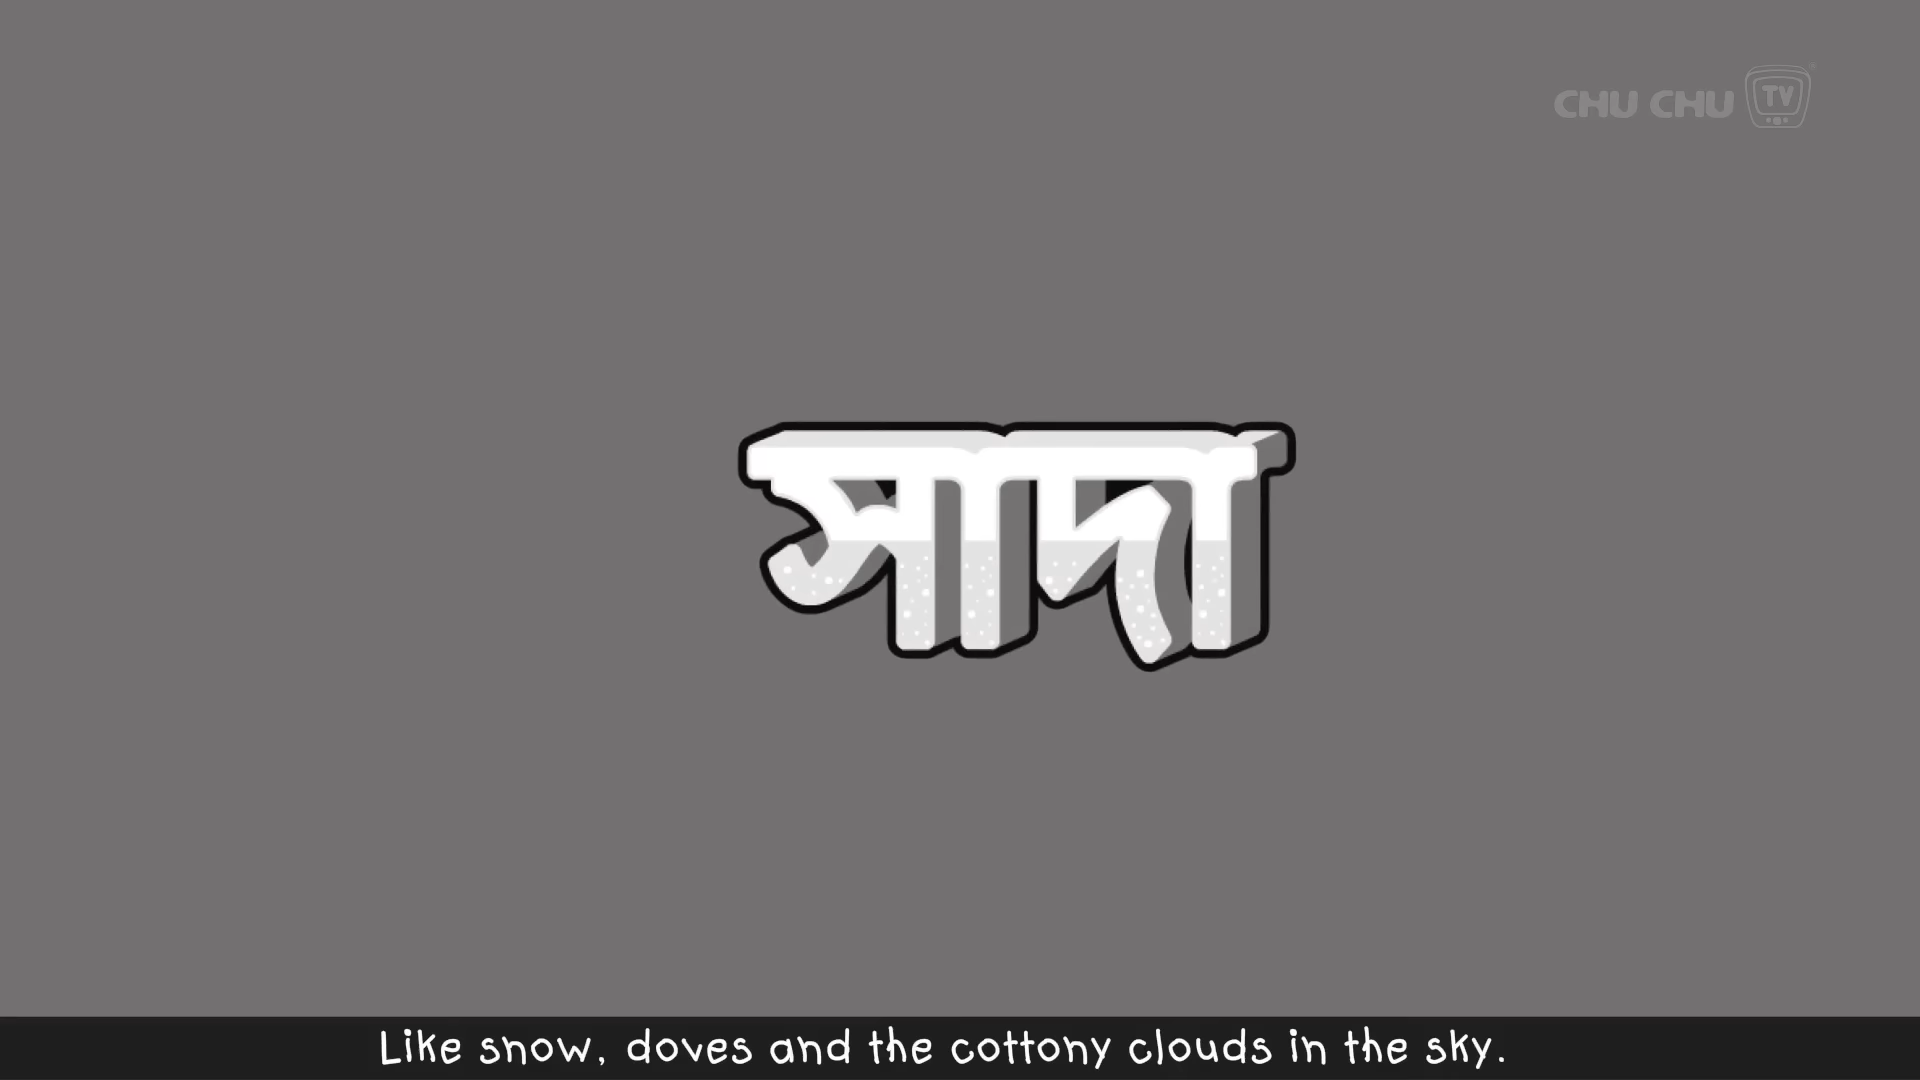 CHU CHU TV
সাদা
Like snow, doves and the cottony clouds in the sky.